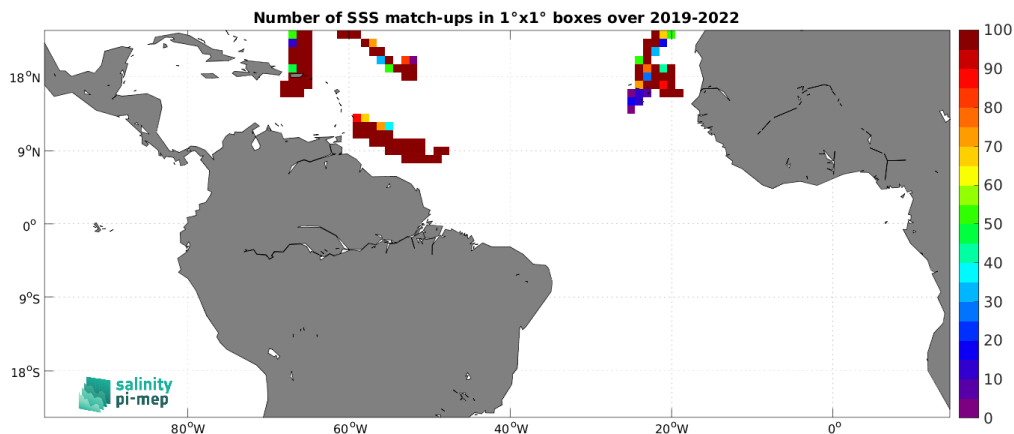 Number of SSS match-ups in 1°x1° boxes over 2019-2022
100
90
80
70
60
50
40
30
20
10
0
18°N
9°N
0°
9°S
18°S
80°W
60°W
40°W
20°W
0°
salinity
pi-mep